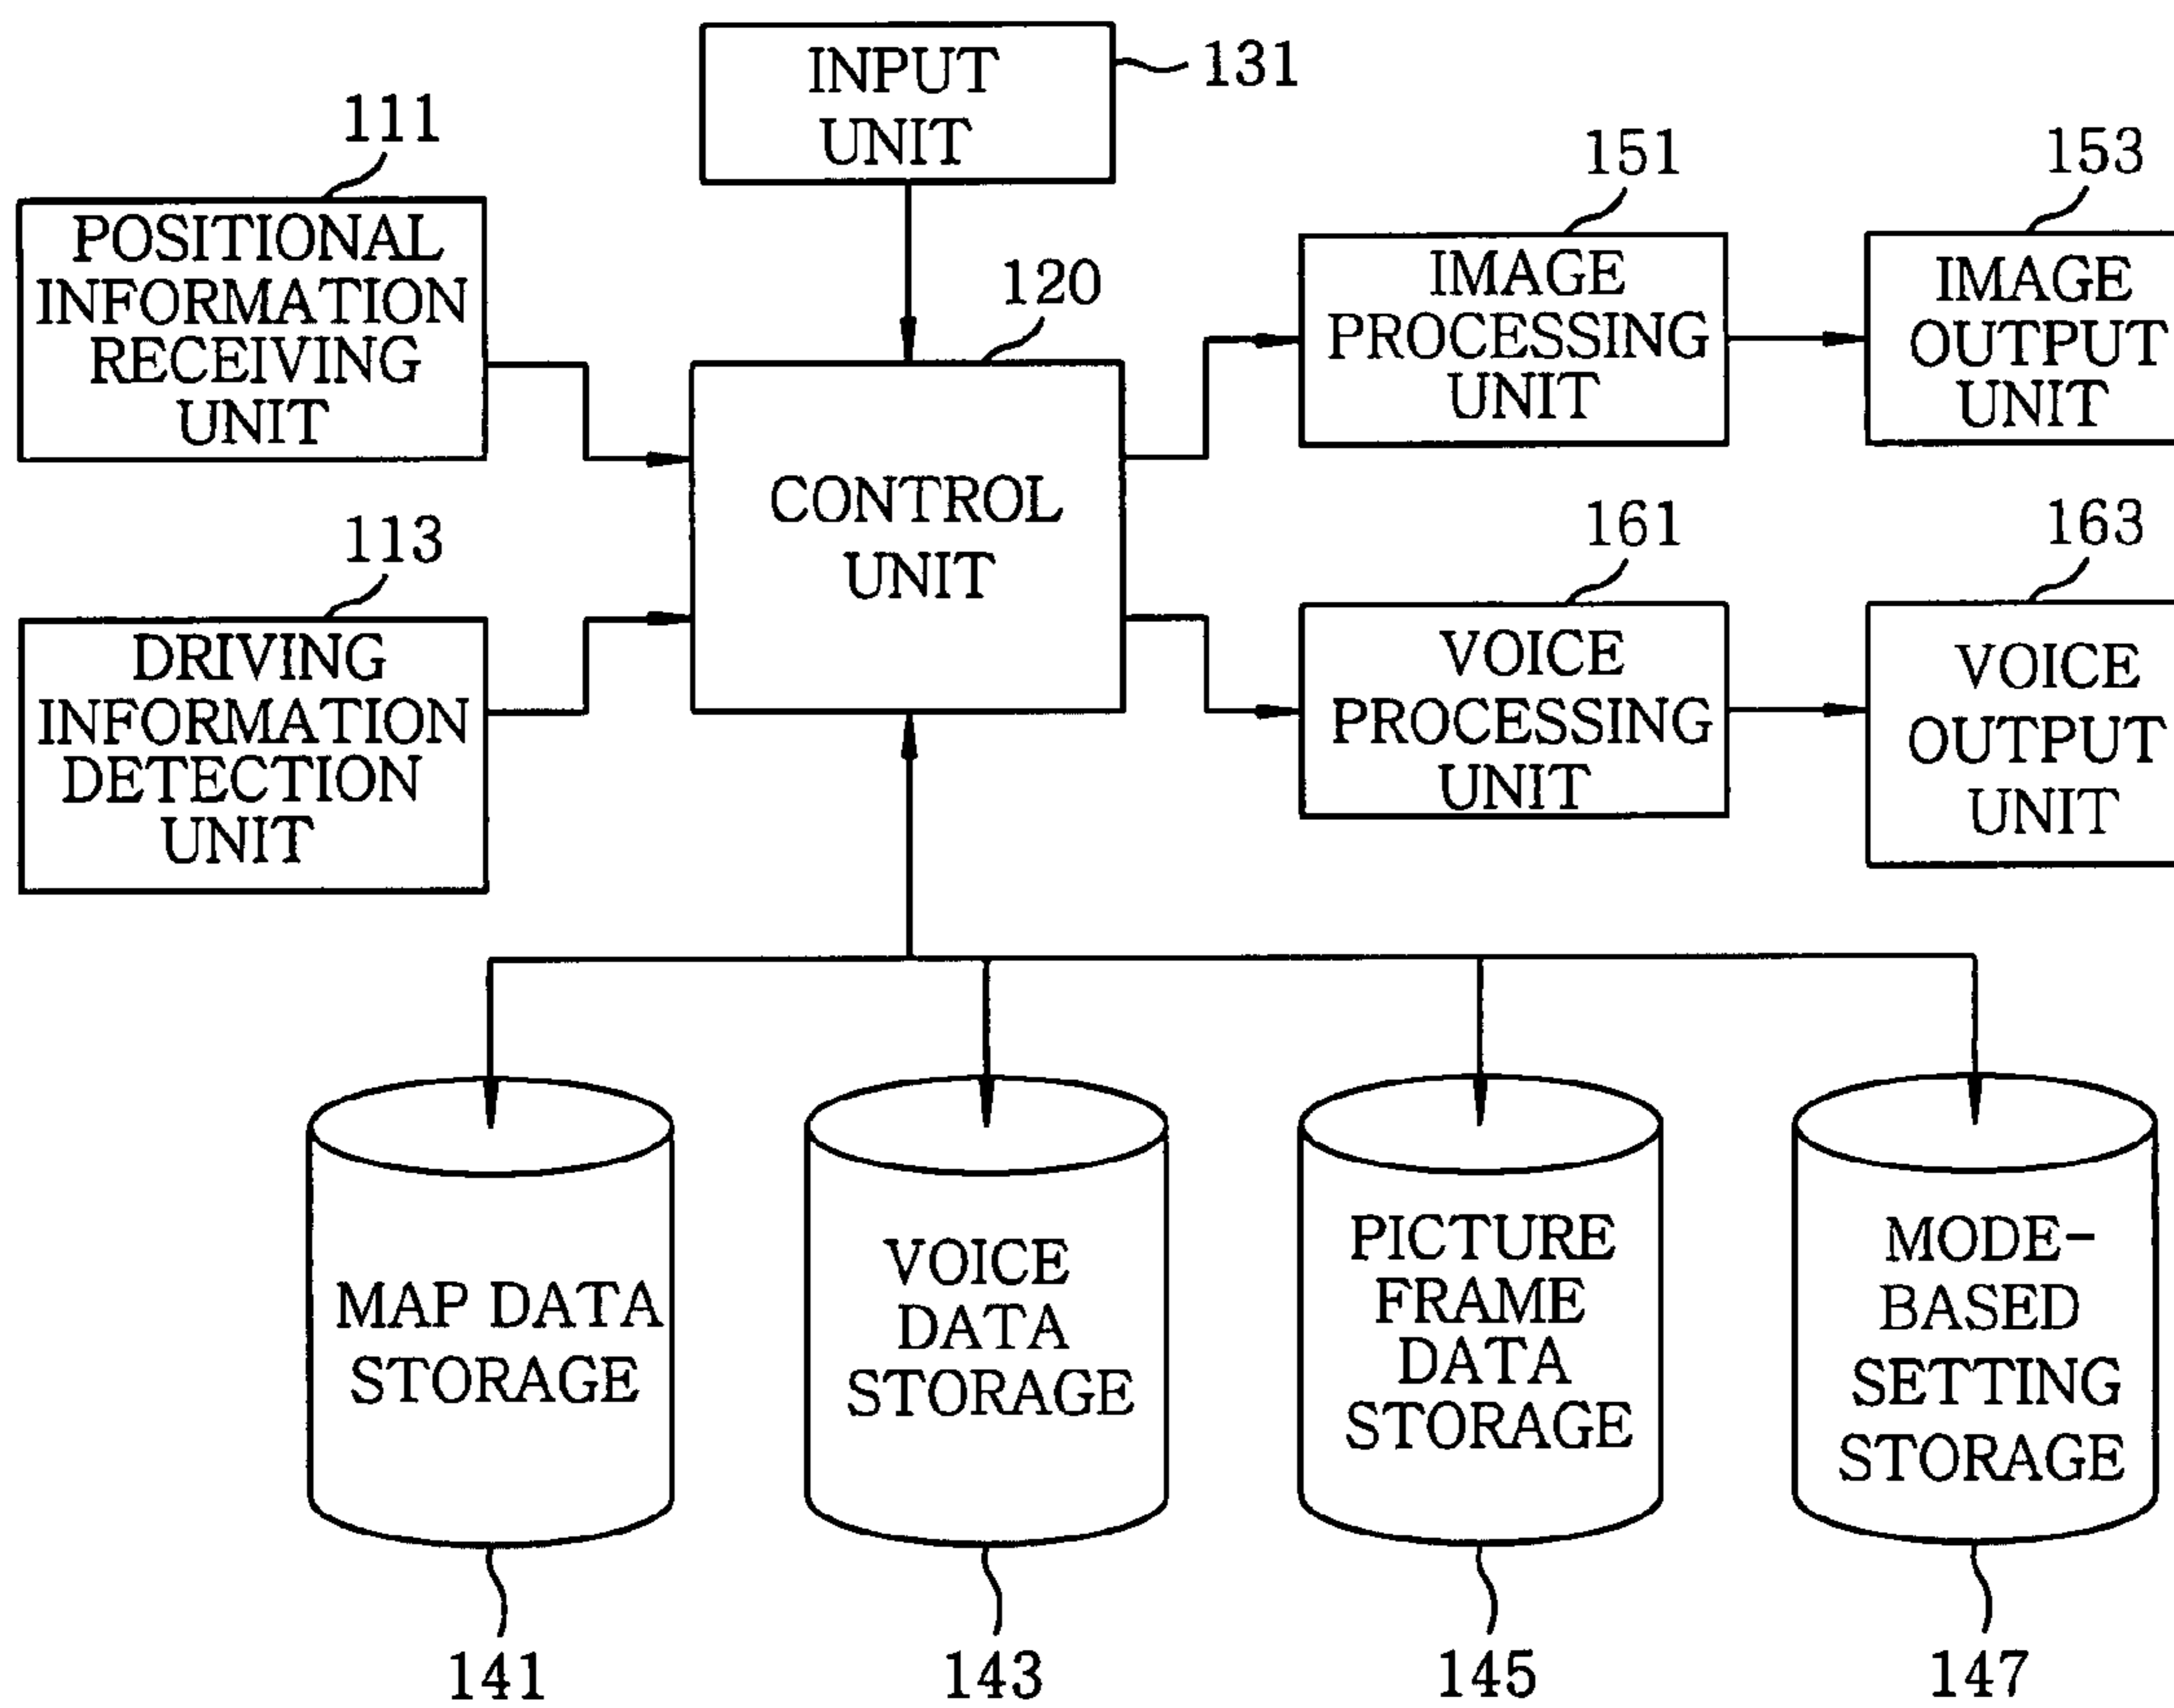 INPUT
UNIT
131
111
POSITIONAL
INFORMATION
RECEIVING
UNIT
120
CONTROL
UNIT
151
IMAGE
PROCESSING
UNIT
153
IMAGE
OUTPUT
UNIT
113
DRIVING
INFORMATION
DETECTION
UNIT
161
VOICE
PROCESSING
UNIT
163
VOICE
OUTPUT
UNIT
MAP DATA
STORAGE
141
VOICE
DATA
STORAGE
143
PICTURE
FRAME
DATA
STORAGE
145
MODE-
BASED
SETTING
STORAGE
147